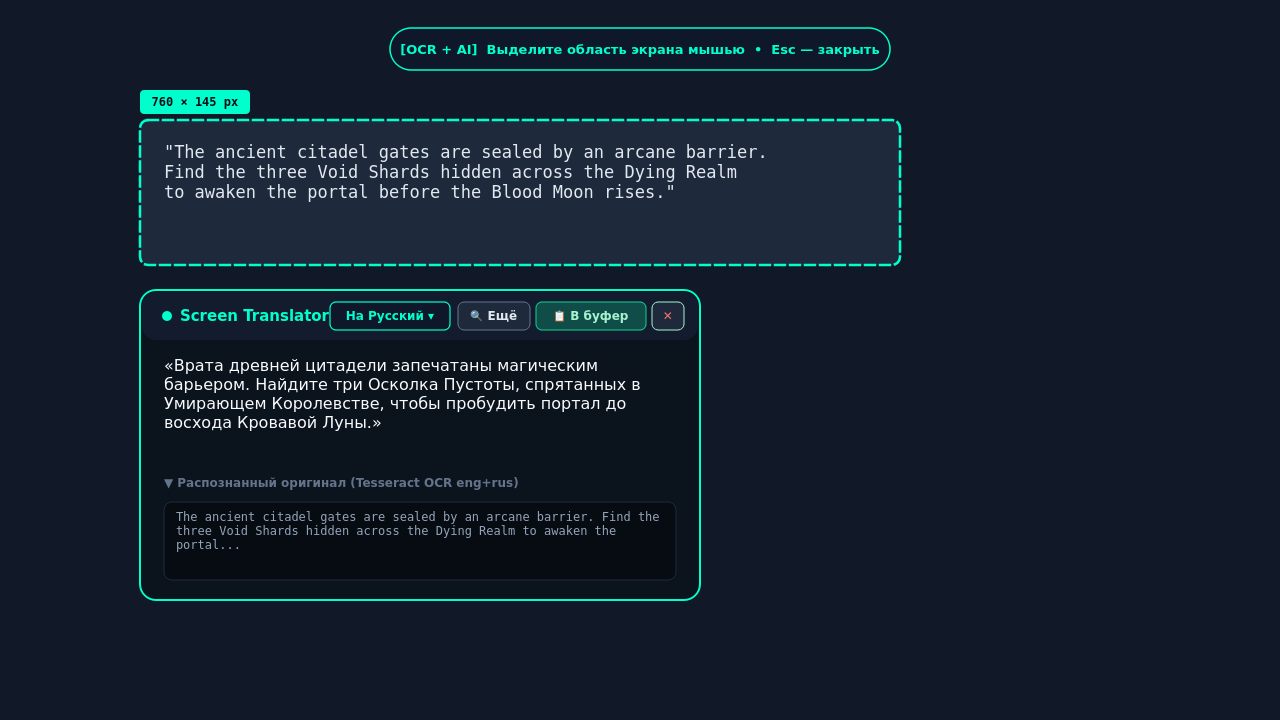 [OCR + AI] Выделите область экрана мышью • Esc — закрыть
760 × 145 px
"The ancient citadel gates are sealed by an arcane barrier.
Find the three Void Shards hidden across the Dying Realm
to awaken the portal before the Blood Moon rises."
Screen Translator На Русский ▾ 🔍 Ещё 📋 В буфер ✕
«Врата древней цитадели запечатаны магическим
барьером. Найдите три Осколка Пустоты, спрятанных в
Умирающем Королевстве, чтобы пробудить портал до
восхода Кровавой Луны.»
▼ Распознанный оригинал (Tesseract OCR eng+rus)
The ancient citadel gates are sealed by an arcane barrier. Find the
three Void Shards hidden across the Dying Realm to awaken the
portal...